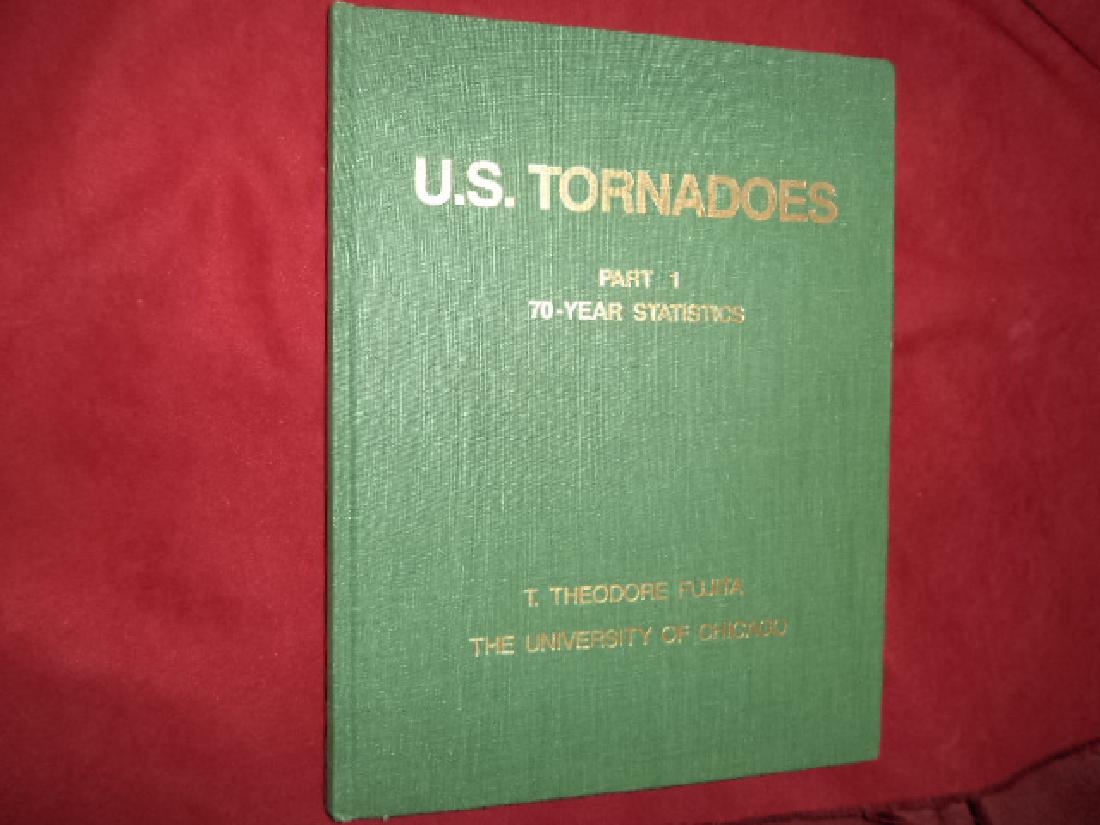 U.S. TORNADOES
PART 1
70-YEAR STATISTICS
T. THEODORE FUJITA
THE UNIVERSITY OF CHICAGO